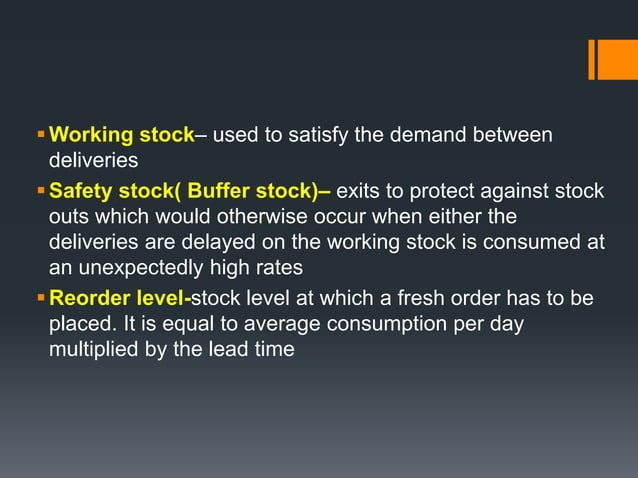 ▪Working stock– used to satisfy the demand between
deliveries
▪Safety stock( Buffer stock)– exits to protect against stock
outs which would otherwise occur when either the
deliveries are delayed on the working stock is consumed at
an unexpectedly high rates
▪Reorder level-stock level at which a fresh order has to be
placed. It is equal to average consumption per day
multiplied by the lead time